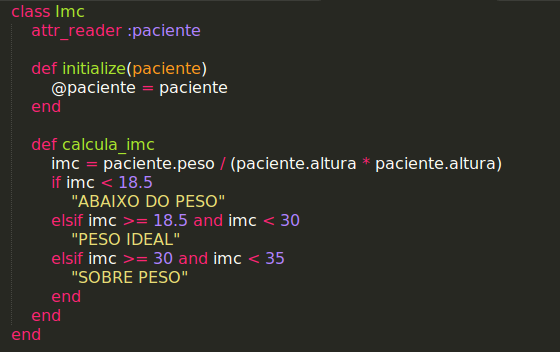 class Imc
attr_reader :paciente
def initialize(paciente)
@paciente = paciente
end
def calcula_imc
imc = paciente.peso / (paciente.altura * paciente.altura)
if imc < 18.5
"ABAIXO DO PESO"
elsif imc >= 18.5 and imc < 30
"PESO IDEAL"
elsif imc >= 30 and imc < 35
"SOBRE PESO"
end
end
end